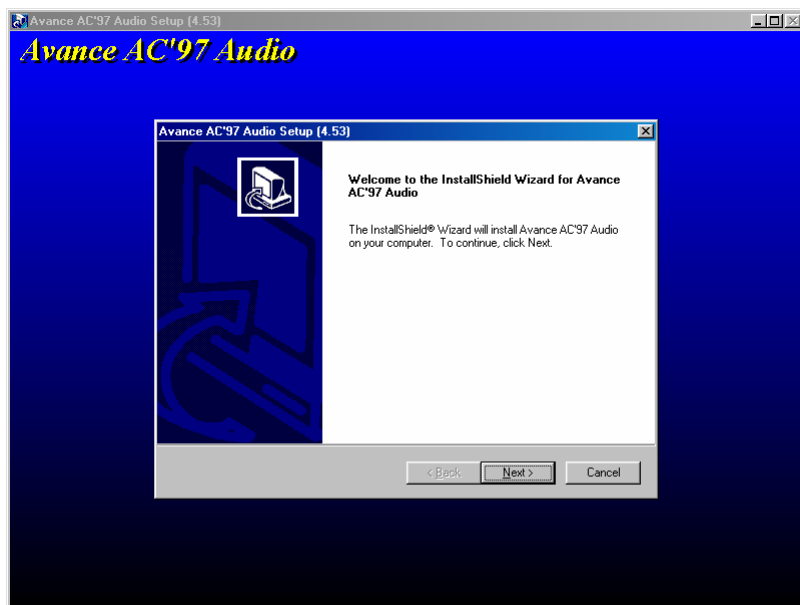 Avance AC'97 Audio Setup (4.53)
Avance AC'97 Audio
Avance AC'97 Audio Setup (4.53)
Welcome to the InstallShield Wizard for Avance
AC'97 Audio
The InstallShield® Wizard will install Avance AC'97 Audio
on your computer. To continue, click Next.
< Back Next > Cancel